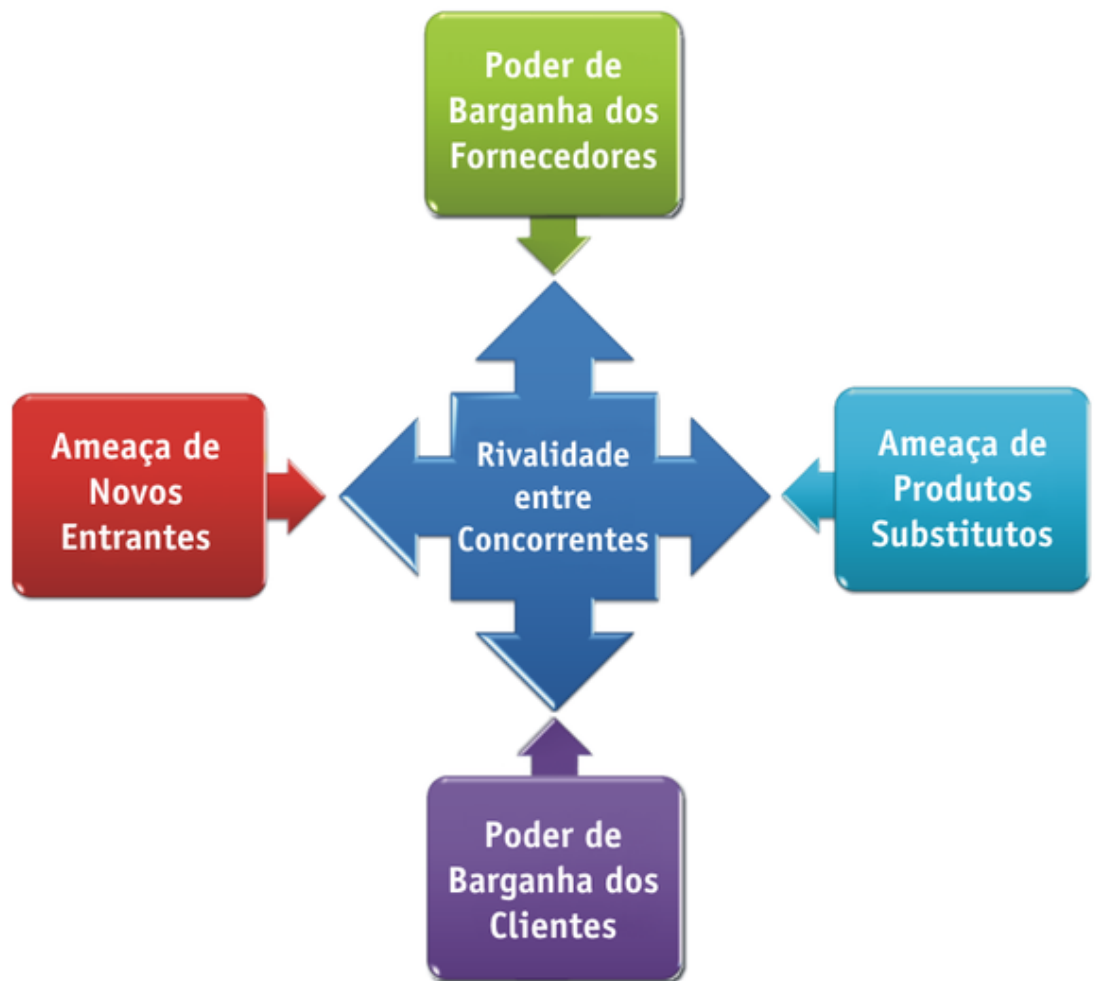 Poder de
Barganha dos
Fornecedores
Ameaça de
Novos
Entrantes
Rivalidade
entre
Concorrentes
Ameaça de
Produtos
Substitutos
Poder de
Barganha dos
Clientes